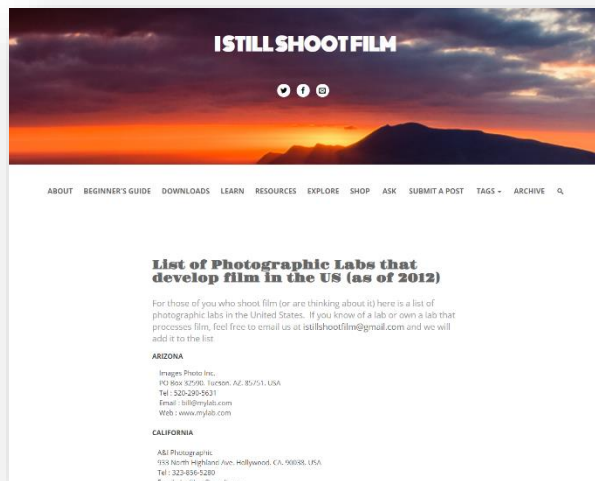 I STILL SHOOT FILM
ABOUT BEGINNER'S GUIDE DOWNLOADS LEARN RESOURCES EXPLORE SHOP ASK SUBMIT A POST TAGS ARCHIVE
List of Photographic Labs that
develop film in the US (as of 2012)
For those of you who shoot film (or are thinking about it) here is a list of
photographic labs in the United States. If you know of a lab or own a lab that
processes film, feel free to email us at istillshootfilm@gmail.com and we will
add it to the list
ARIZONA
Images Photo Inc.
PO Box 32590. Tucson. AZ. 85751. USA
Tel : 520-290-5631
Email : bill@mylab.com
Web : www.mylab.com
CALIFORNIA
A&I Photographic
933 North Highland Ave. Hollywood. CA. 90038. USA
Tel : 323-856-5280